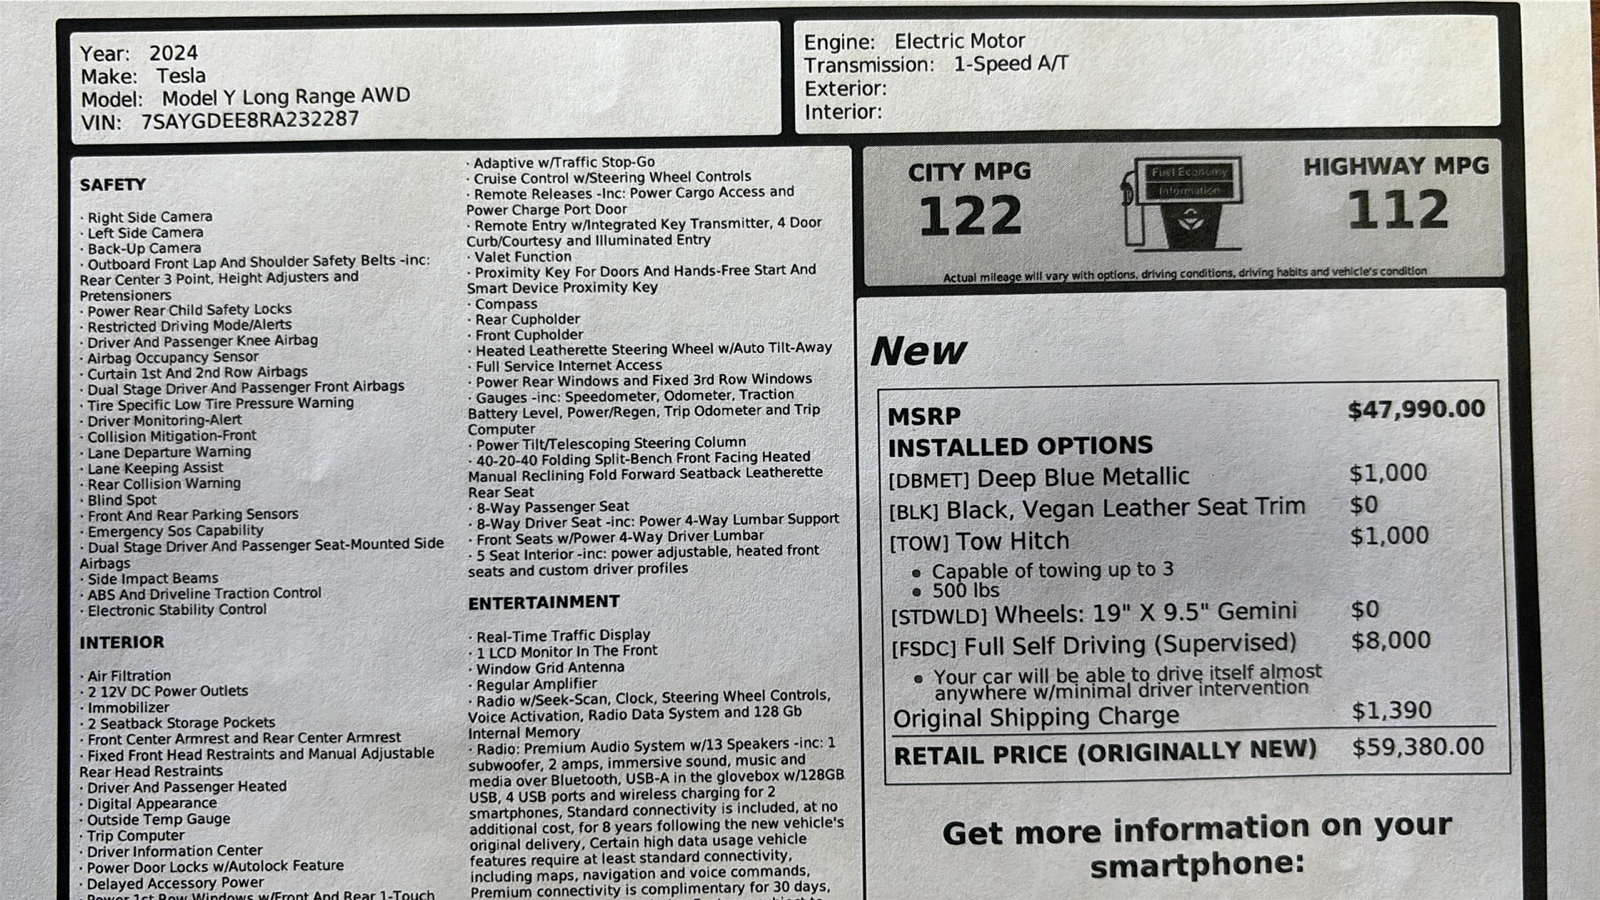 Year: 2024
Make: Tesla
Model: Model Y Long Range AWD
VIN: 7SAYGDEE8RA232287
Engine: Electric Motor
Transmission: 1-Speed A/T
Exterior:
Interior:
SAFETY
· Right Side Camera
· Left Side Camera
· Back-Up Camera
· Outboard Front Lap And Shoulder Safety Belts -inc:
Rear Center 3 Point, Height Adjusters and
Pretensioners
· Power Rear Child Safety Locks
· Restricted Driving Mode/Alerts
· Driver And Passenger Knee Airbag
· Airbag Occupancy Sensor
· Curtain 1st And 2nd Row Airbags
· Dual Stage Driver And Passenger Front Airbags
· Tire Specific Low Tire Pressure Warning
· Driver Monitoring-Alert
· Collision Mitigation-Front
· Lane Departure Warning
· Lane Keeping Assist
· Rear Collision Warning
· Blind Spot
· Front And Rear Parking Sensors
· Emergency Sos Capability
· Dual Stage Driver And Passenger Seat-Mounted Side
Airbags
· Side Impact Beams
· ABS And Driveline Traction Control
· Electronic Stability Control
INTERIOR
· Air Filtration
· 2 12V DC Power Outlets
· Immobilizer
· 2 Seatback Storage Pockets
· Front Center Armrest and Rear Center Armrest
· Fixed Front Head Restraints and Manual Adjustable
Rear Head Restraints
· Driver And Passenger Heated
· Digital Appearance
· Outside Temp Gauge
· Trip Computer
· Driver Information Center
· Power Door Locks w/Autolock Feature
· Delayed Accessory Power
· Power 1st Row Windows w/Front And Rear 1-Touch
· Adaptive w/Traffic Stop-Go
· Cruise Control w/Steering Wheel Controls
· Remote Releases -Inc: Power Cargo Access and
Power Charge Port Door
· Remote Entry w/Integrated Key Transmitter, 4 Door
Curb/Courtesy and Illuminated Entry
· Valet Function
· Proximity Key For Doors And Hands-Free Start And
Smart Device Proximity Key
· Compass
· Rear Cupholder
· Front Cupholder
· Heated Leatherette Steering Wheel w/Auto Tilt-Away
· Full Service Internet Access
· Power Rear Windows and Fixed 3rd Row Windows
· Gauges -inc: Speedometer, Odometer, Traction
Battery Level, Power/Regen, Trip Odometer and Trip
Computer
· Power Tilt/Telescoping Steering Column
· 40-20-40 Folding Split-Bench Front Facing Heated
Manual Reclining Fold Forward Seatback Leatherette
Rear Seat
· 8-Way Passenger Seat
· 8-Way Driver Seat -inc: Power 4-Way Lumbar Support
· Front Seats w/Power 4-Way Driver Lumbar
· 5 Seat Interior -inc: power adjustable, heated front
seats and custom driver profiles
ENTERTAINMENT
· Real-Time Traffic Display
· 1 LCD Monitor In The Front
· Window Grid Antenna
· Regular Amplifier
· Radio w/Seek-Scan, Clock, Steering Wheel Controls,
Voice Activation, Radio Data System and 128 Gb
Internal Memory
· Radio: Premium Audio System w/13 Speakers -inc: 1
subwoofer, 2 amps, immersive sound, music and
media over Bluetooth, USB-A in the glovebox w/128GB
USB, 4 USB ports and wireless charging for 2
smartphones, Standard connectivity is included, at no
additional cost, for 8 years following the new vehicle's
original delivery, Certain high data usage vehicle
features require at least standard connectivity,
including maps, navigation and voice commands,
Premium connectivity is complimentary for 30 days,
CITY MPG
122
Fuel Economy
Information
HIGHWAY MPG
112
Actual mileage will vary with options, driving conditions, driving habits and vehicle's condition
New
MSRP $47,990.00
INSTALLED OPTIONS
[DBMET] Deep Blue Metallic $1,000
[BLK] Black, Vegan Leather Seat Trim $0
[TOW] Tow Hitch $1,000
• Capable of towing up to 3
• 500 lbs
[STDWLD] Wheels: 19" X 9.5" Gemini $0
[FSDC] Full Self Driving (Supervised) $8,000
• Your car will be able to drive itself almost
anywhere w/minimal driver intervention
Original Shipping Charge $1,390
RETAIL PRICE (ORIGINALLY NEW) $59,380.00
Get more information on your
smartphone: